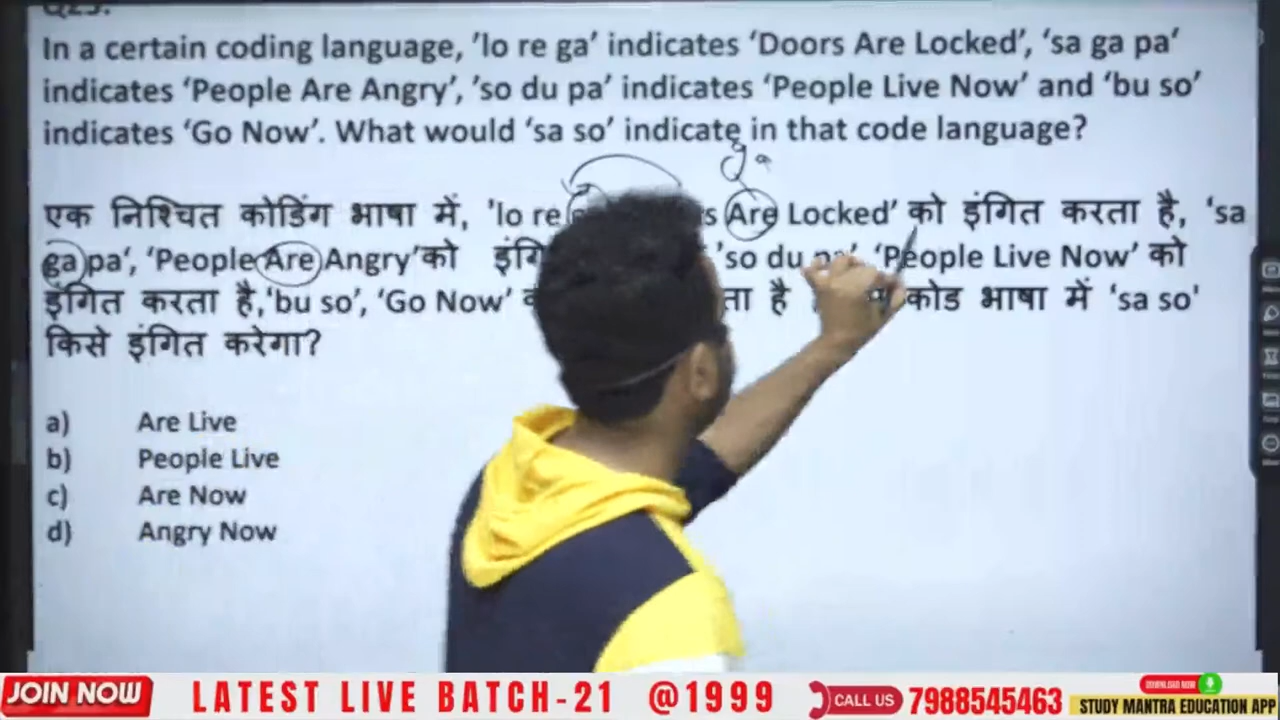 In a certain coding language, 'lo re ga' indicates 'Doors Are Locked', 'sa ga pa'
indicates 'People Are Angry', 'so du pa' indicates 'People Live Now' and 'bu so'
indicates 'Go Now'. What would 'sa so' indicate in that code language?
ga
एक निश्चित कोडिंग भाषा में, 'lo re Are Locked' को इंगित करता है, 'sa
ga pa', 'People Are Angry'को 'so du 'People Live Now' को
इंगित करता है,'bu so', 'Go Now' है कोड भाषा में 'sa so'
किसे इंगित करेगा?
a) Are Live
b) People Live
c) Are Now
d) Angry Now
JOIN NOW LATEST LIVE BATCH-21 @1999 CALL US 7988545463 DOWNLOAD NOW
STUDY MANTRA EDUCATION APP